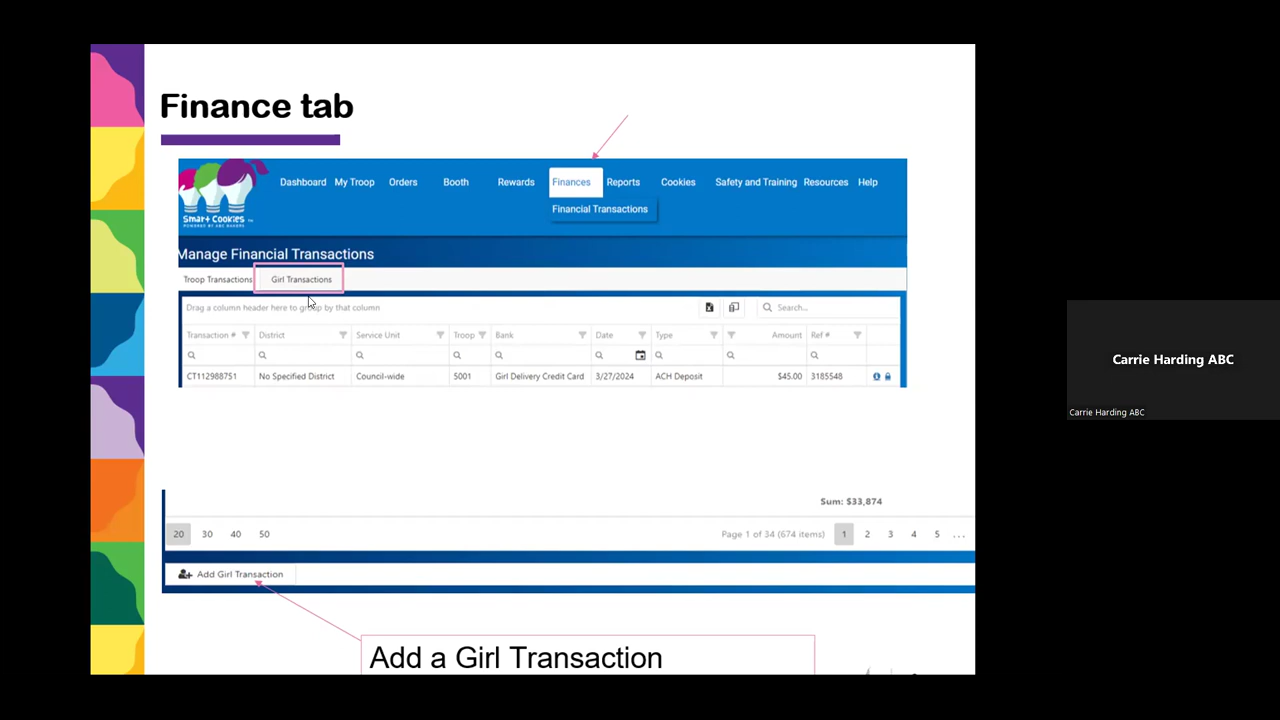 Finance tab
Smart Cookies
POWERED BY ABC BAKERS
Dashboard My Troop Orders Booth Rewards Finances Reports Cookies Safety and Training Resources Help
Financial Transactions
Manage Financial Transactions
Troop Transactions Girl Transactions
Drag a column header here to group by that column Search...
Transaction # District Service Unit Troop Bank Date Type Amount Ref #
CT112988751 No Specified District Council-wide 5001 Girl Delivery Credit Card 3/27/2024 ACH Deposit $45.00 3185548
Carrie Harding ABC
Carrie Harding ABC
Sum: $33,874
20 30 40 50 Page 1 of 34 (674 items) 1 2 3 4 5 ...
Add Girl Transaction
Add a Girl Transaction